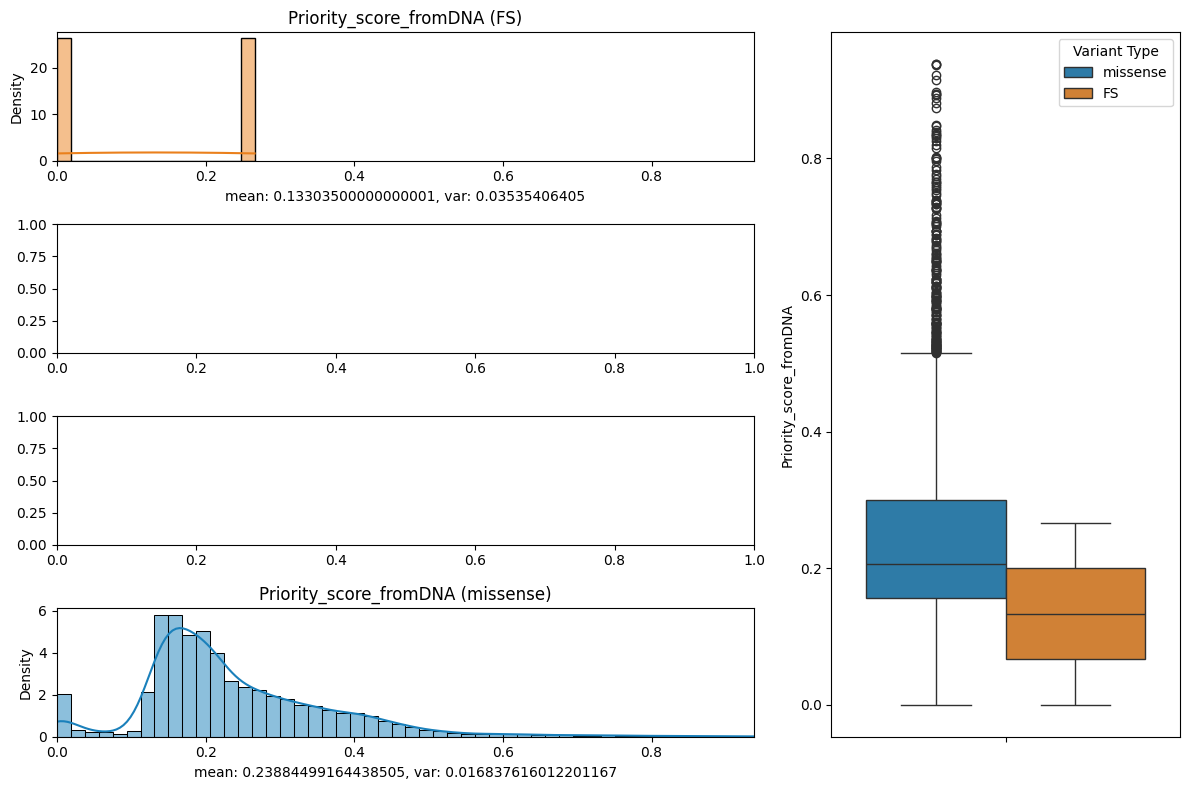 Priority_score_fromDNA (FS)
Density
20
10
0
0.0 0.2 0.4 0.6 0.8
mean: 0.13303500000000001, var: 0.03535406405
1.00
0.75
0.50
0.25
0.00
0.0 0.2 0.4 0.6 0.8 1.0
1.00
0.75
0.50
0.25
0.00
0.0 0.2 0.4 0.6 0.8 1.0
Priority_score_fromDNA (missense)
Density
6
4
2
0
0.0 0.2 0.4 0.6 0.8
mean: 0.23884499164438505, var: 0.016837616012201167
Variant Type
missense
FS
Priority_score_fromDNA
0.8
0.6
0.4
0.2
0.0